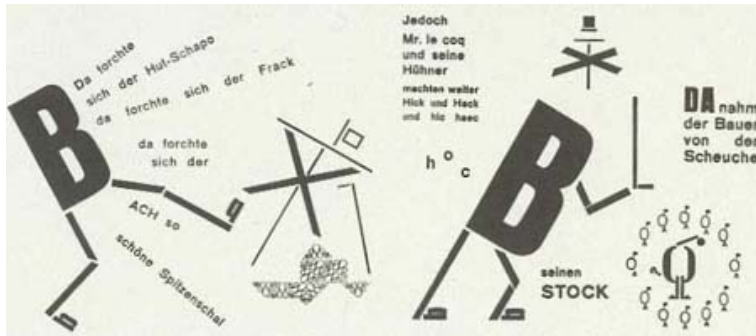 Da forchte
sich der Hut-Schapo
da forchte sich der Frack
B
da forchte
sich der
ACH so
schöne Spitzenschal
Jedoch
Mr. le coq
und seine
Hühner
machten weiter
Hick und Hack
und hic haec
hoc
B
DA nahm
der Bauer
von der
Scheuche
seinen
STOCK